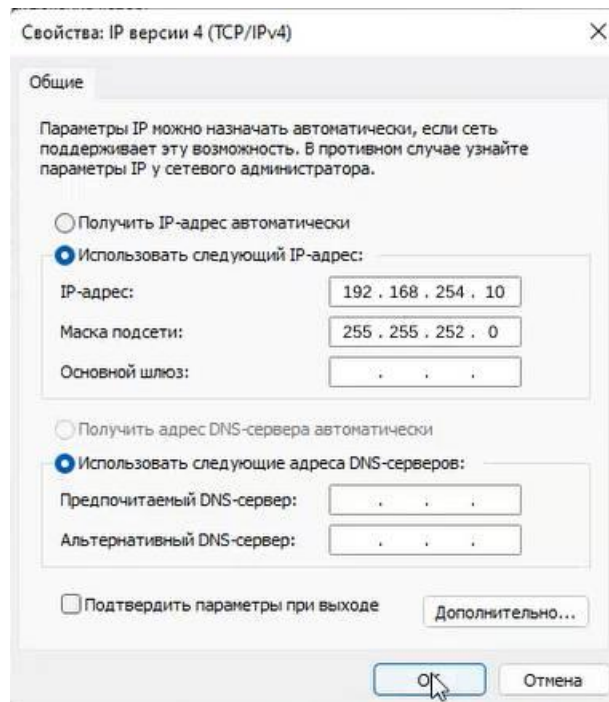 Свойства: IP версии 4 (TCP/IPv4)
Общие
Параметры IP можно назначать автоматически, если сеть
поддерживает эту возможность. В противном случае узнайте
параметры IP у сетевого администратора.
Получить IP-адрес автоматически
Использовать следующий IP-адрес:
IP-адрес: 192 . 168 . 254 . 10
Маска подсети: 255 . 255 . 252 . 0
Основной шлюз: . . .
Получить адрес DNS-сервера автоматически
Использовать следующие адреса DNS-серверов:
Предпочитаемый DNS-сервер: . . .
Альтернативный DNS-сервер: . . .
Подтвердить параметры при выходе
Дополнительно...
Отмена